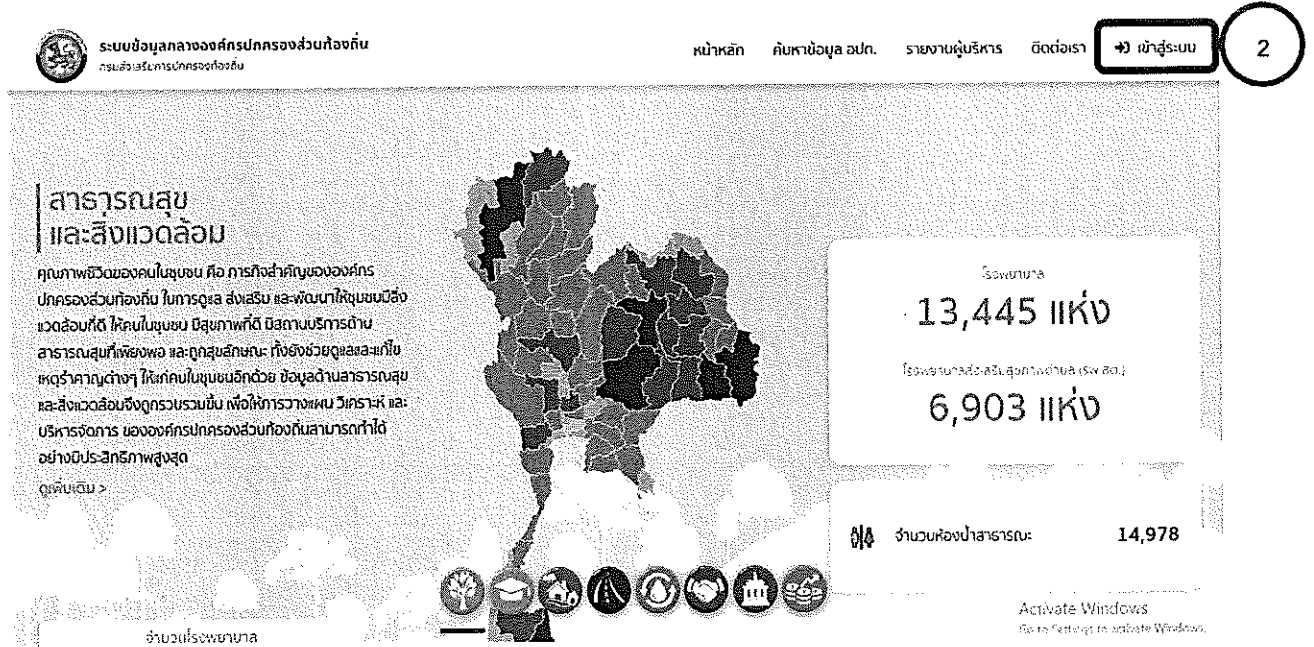 ระบบข้อมูลกลางองค์กรปกครองส่วนท้องถิ่น
กรมส่งเสริมการปกครองท้องถิ่น
หน้าหลัก ค้นหาข้อมูล อปท. รายงานผู้บริหาร ติดต่อเรา เข้าสู่ระบบ 2
สาธารณสุข
และสิ่งแวดล้อม
คุณภาพชีวิตของคนในชุมชน คือ ภารกิจสำคัญขององค์กร
ปกครองส่วนท้องถิ่น ในการดูแล ส่งเสริม และพัฒนาให้ชุมชนมีสิ่ง
แวดล้อมที่ดี ให้คนในชุมชน มีสุขภาพที่ดี มีสถานบริการด้าน
สาธารณสุขที่เพียงพอ และถูกสุขลักษณะ ทั้งยังช่วยดูแลและแก้ไข
เหตุรำคาญต่างๆ ให้แก่คนในชุมชนอีกด้วย ข้อมูลด้านสาธารณสุข
และสิ่งแวดล้อมจึงถูกรวบรวมขึ้น เพื่อให้การวางแผน วิเคราะห์ และ
บริหารจัดการ ขององค์กรปกครองส่วนท้องถิ่นสามารถทำได้
อย่างมีประสิทธิภาพสูงสุด
ดูเพิ่มเติม >
โรงพยาบาล
13,445 แห่ง
โรงพยาบาลส่งเสริมสุขภาพตำบล (รพ.สต.)
6,903 แห่ง
จำนวนห้องน้ำสาธารณะ 14,978
Activate Windows
Go to Settings to activate Windows.
จำนวนโรงพยาบาล